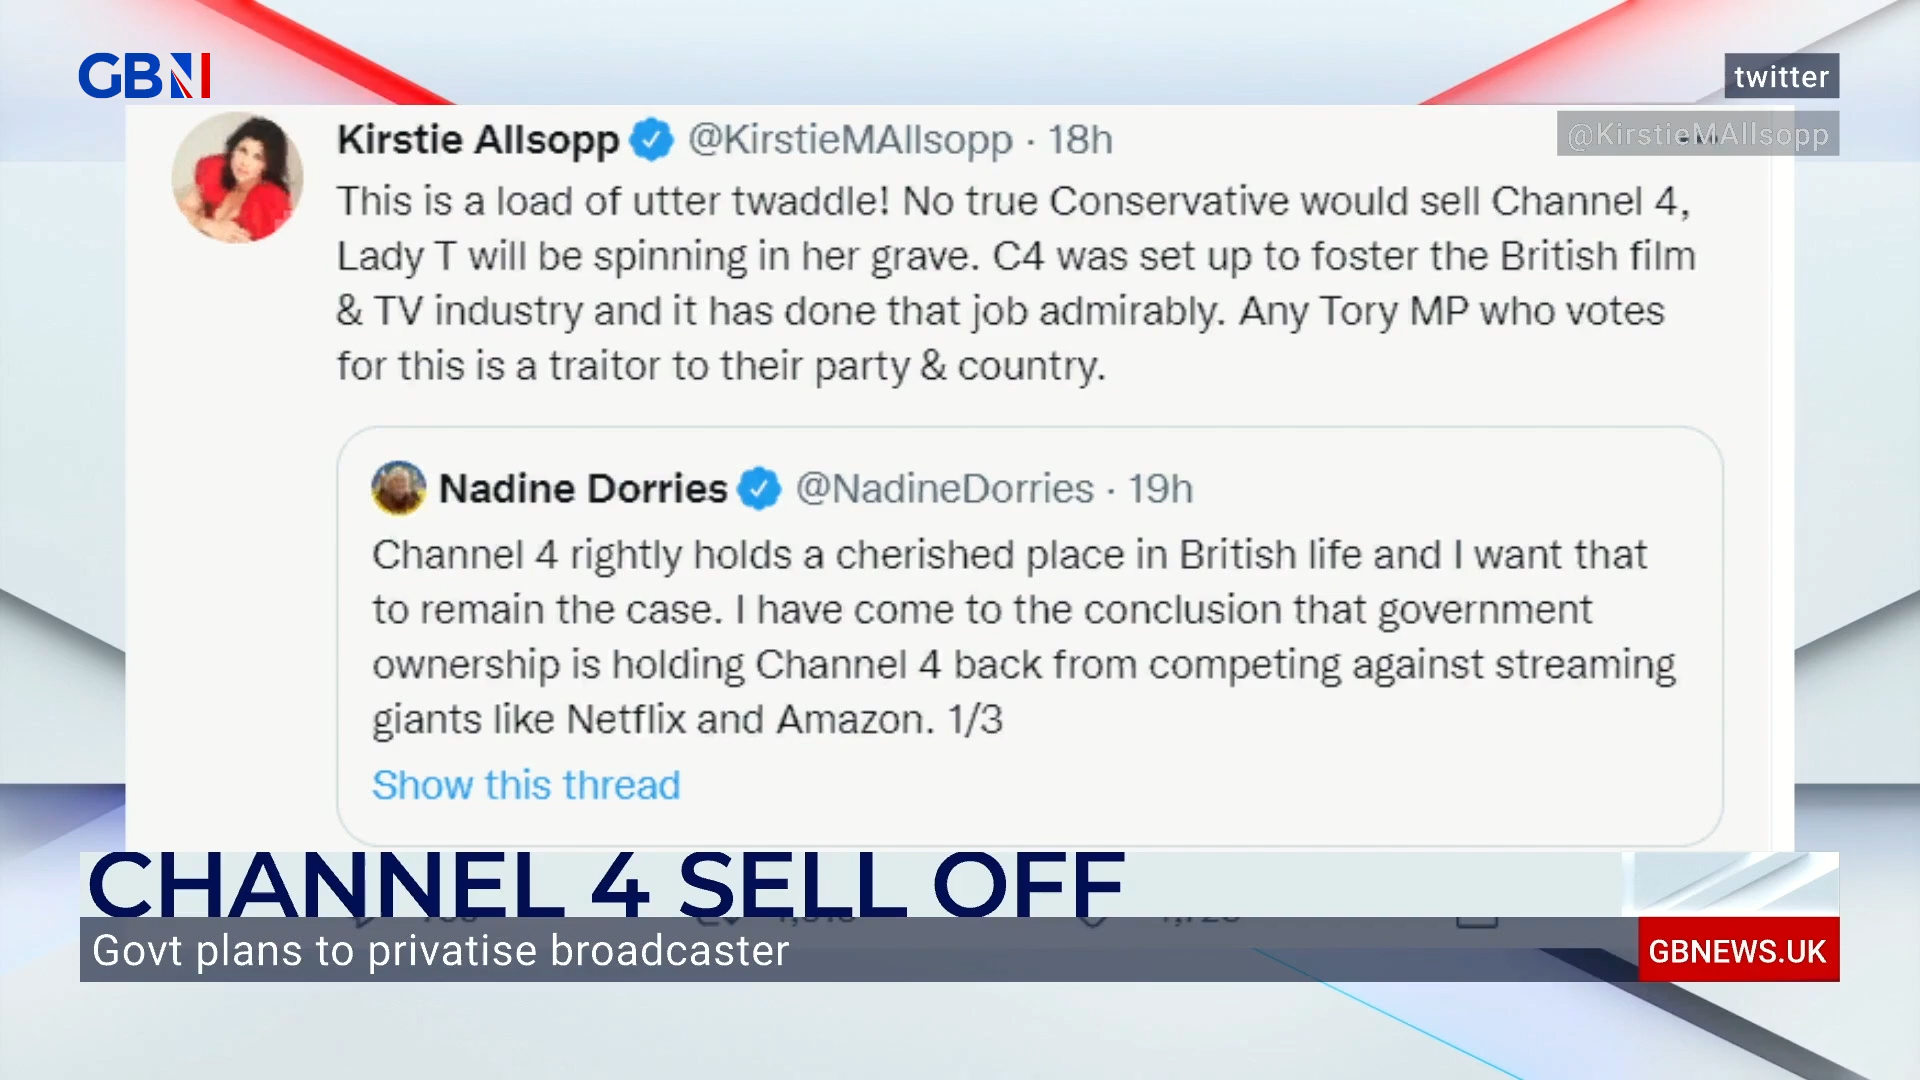 GBN
twitter
@KirstieMAllsopp
Kirstie Allsopp @KirstieMAllsopp · 18h
This is a load of utter twaddle! No true Conservative would sell Channel 4,
Lady T will be spinning in her grave. C4 was set up to foster the British film
& TV industry and it has done that job admirably. Any Tory MP who votes
for this is a traitor to their party & country.
Nadine Dorries @NadineDorries · 19h
Channel 4 rightly holds a cherished place in British life and I want that
to remain the case. I have come to the conclusion that government
ownership is holding Channel 4 back from competing against streaming
giants like Netflix and Amazon. 1/3
Show this thread
CHANNEL 4 SELL OFF
Govt plans to privatise broadcaster
GBNEWS.UK